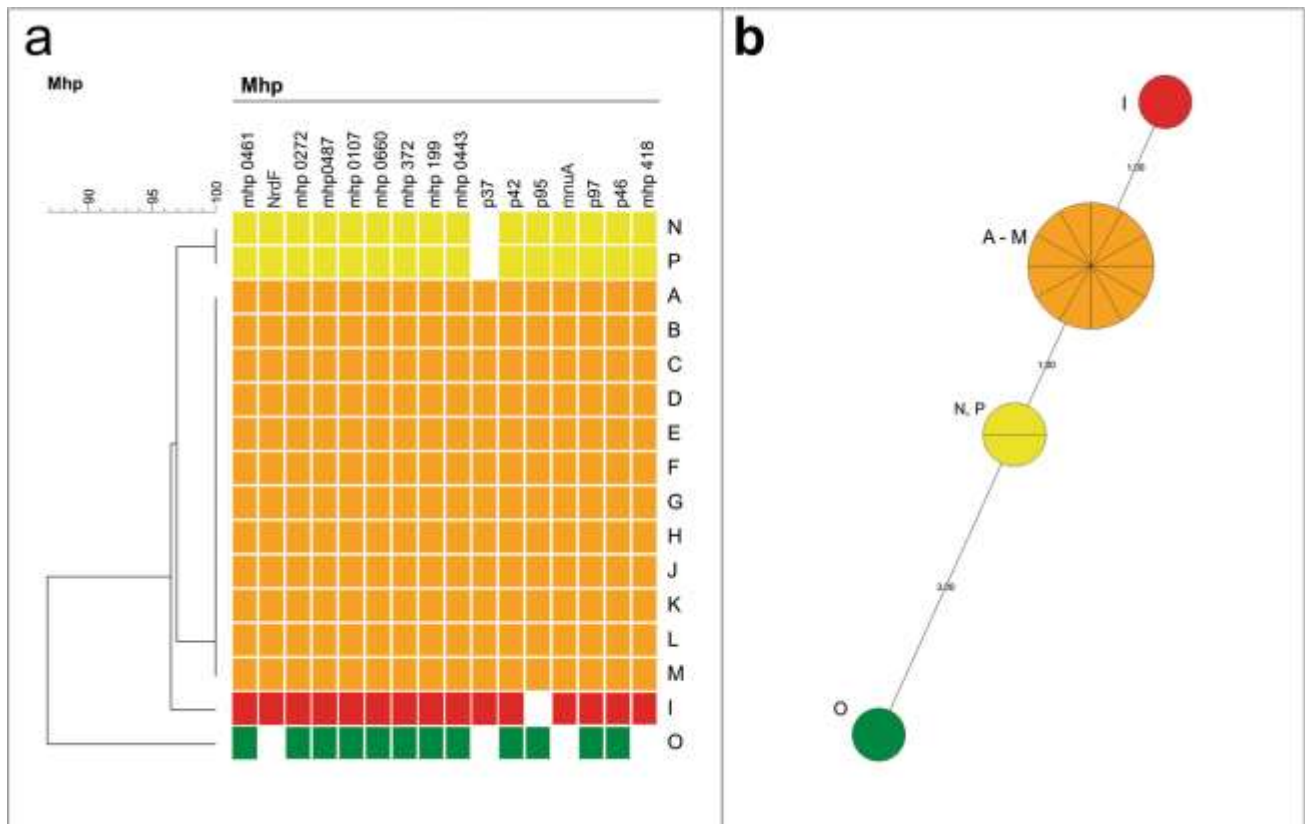 a
Mhp
Mhp
90
95
100
mhp 0461
NrdF
mhp 0272
mhp0487
mhp 0107
mhp 0660
mhp 372
mhp 199
mhp 0443
p37
p42
p95
mnuA
p97
p46
mhp 418
N
P
A
B
C
D
E
F
G
H
J
K
L
M
I
O
b
I
1.00
A - M
1.00
N, P
3.00
O